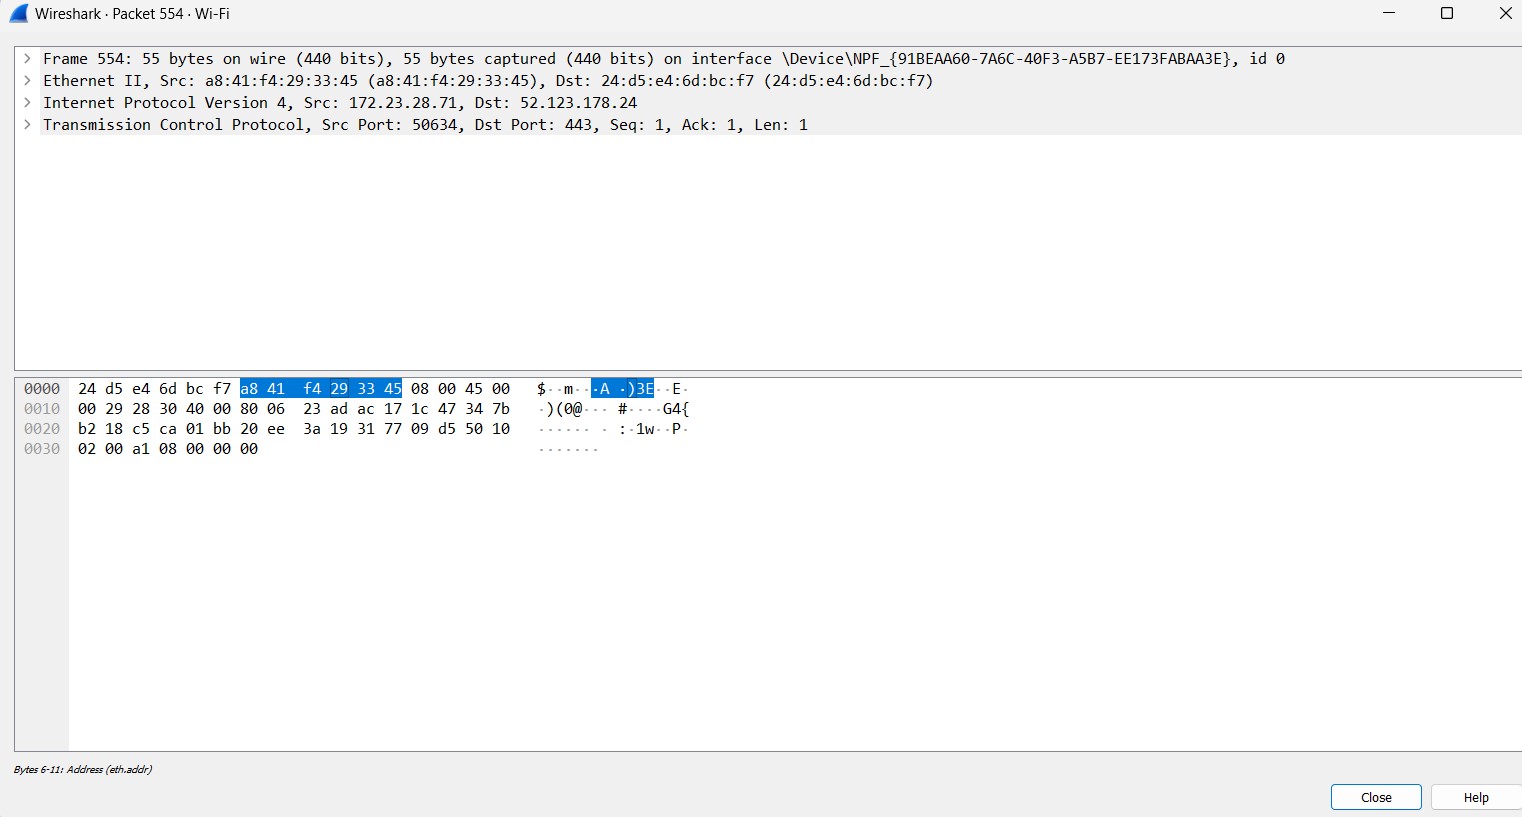 Wireshark · Packet 554 · Wi-Fi
Frame 554: 55 bytes on wire (440 bits), 55 bytes captured (440 bits) on interface \Device\NPF_{91BEAA60-7A6C-40F3-A5B7-EE173FABAA3E}, id 0
Ethernet II, Src: a8:41:f4:29:33:45 (a8:41:f4:29:33:45), Dst: 24:d5:e4:6d:bc:f7 (24:d5:e4:6d:bc:f7)
Internet Protocol Version 4, Src: 172.23.28.71, Dst: 52.123.178.24
Transmission Control Protocol, Src Port: 50634, Dst Port: 443, Seq: 1, Ack: 1, Len: 1
0000 24 d5 e4 6d bc f7 a8 41 f4 29 33 45 08 00 45 00 $··m···A ·)3E··E·
0010 00 29 28 30 40 00 80 06 23 ad ac 17 1c 47 34 7b ·)(0@··· #····G4{
0020 b2 18 c5 ca 01 bb 20 ee 3a 19 31 77 09 d5 50 10 ······ · :·1w··P·
0030 02 00 a1 08 00 00 00 ·······
Bytes 6-11: Address (eth.addr)
Close Help